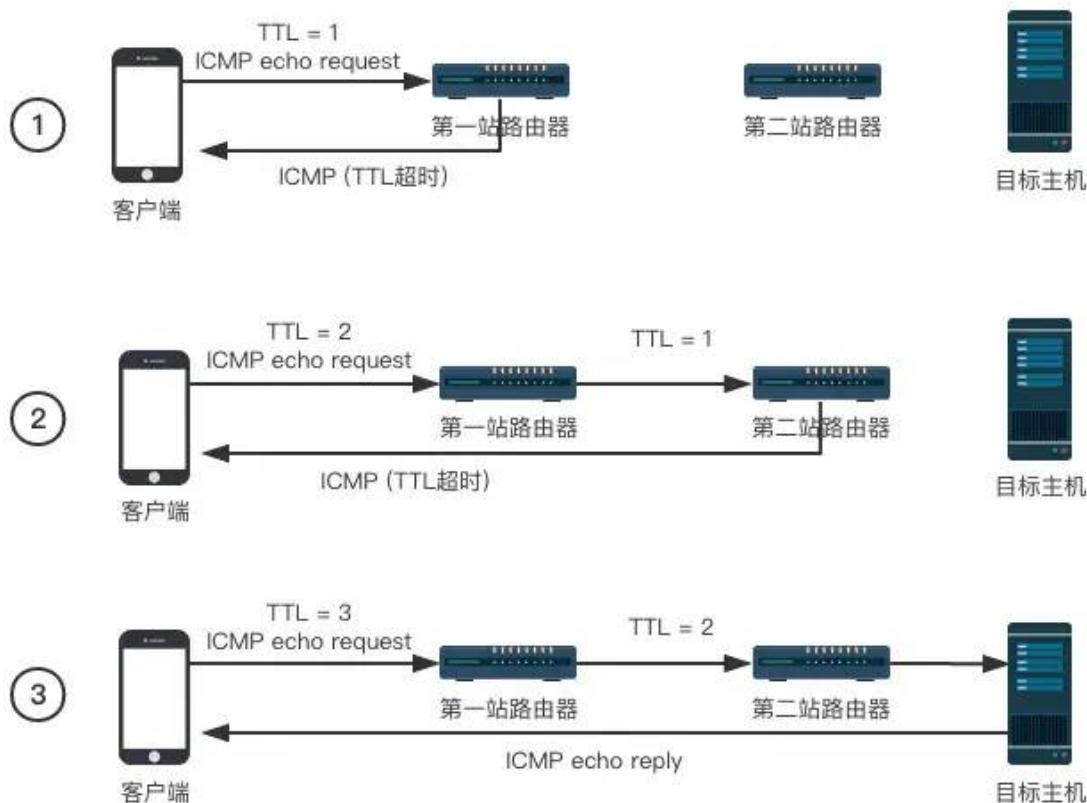 TTL = 1
ICMP echo request
1
第一站路由器
第二站路由器
ICMP (TTL超时)
客户端
目标主机
TTL = 2
ICMP echo request
TTL = 1
2
第一站路由器
第二站路由器
ICMP (TTL超时)
客户端
目标主机
TTL = 3
ICMP echo request
TTL = 2
3
第一站路由器
第二站路由器
ICMP echo reply
客户端
目标主机